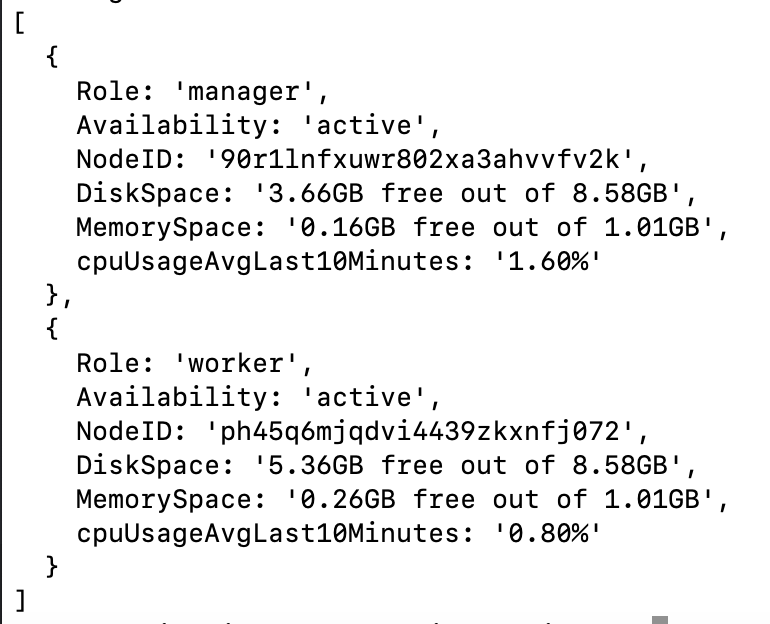 [
  {
    Role: 'manager',
    Availability: 'active',
    NodeID: '90r1lnfxuwr802xa3ahvvfv2k',
    DiskSpace: '3.66GB free out of 8.58GB',
    MemorySpace: '0.16GB free out of 1.01GB',
    cpuUsageAvgLast10Minutes: '1.60%'
  },
  {
    Role: 'worker',
    Availability: 'active',
    NodeID: 'ph45q6mjqdvi4439zkxnfj072',
    DiskSpace: '5.36GB free out of 8.58GB',
    MemorySpace: '0.26GB free out of 1.01GB',
    cpuUsageAvgLast10Minutes: '0.80%'
  }
]